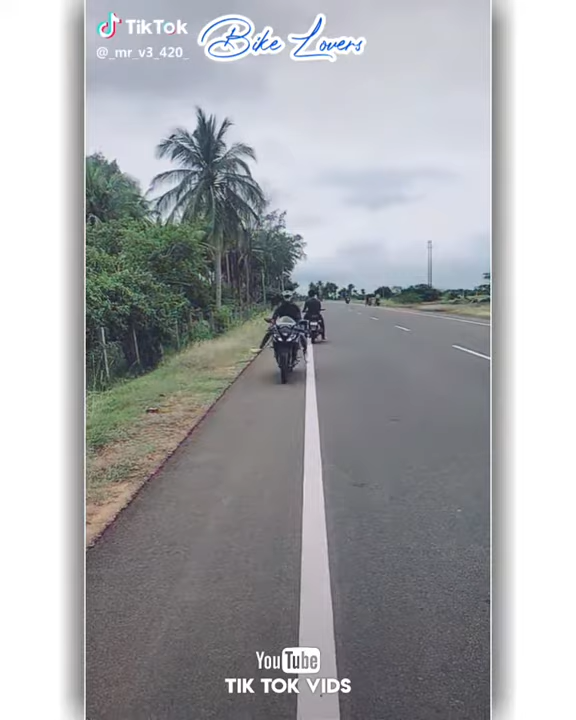 TikTok
@_mr_v3_420_
Bike Lovers
YouTube
TIK TOK VIDS